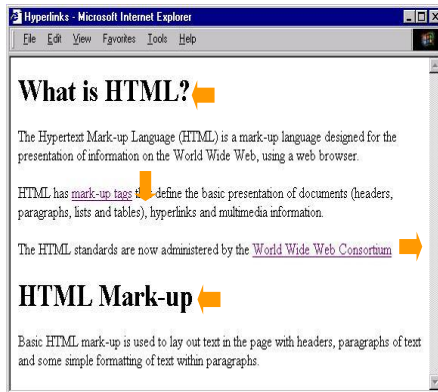 Hyperlinks - Microsoft Internet Explorer
File Edit View Favorites Tools Help
What is HTML?
The Hypertext Mark-up Language (HTML) is a mark-up language designed for the
presentation of information on the World Wide Web, using a web browser.
HTML has mark-up tags define the basic presentation of documents (headers,
paragraphs, lists and tables), hyperlinks and multimedia information.
The HTML standards are now administered by the World Wide Web Consortium
HTML Mark-up
Basic HTML mark-up is used to lay out text in the page with headers, paragraphs of text
and some simple formatting of text within paragraphs.